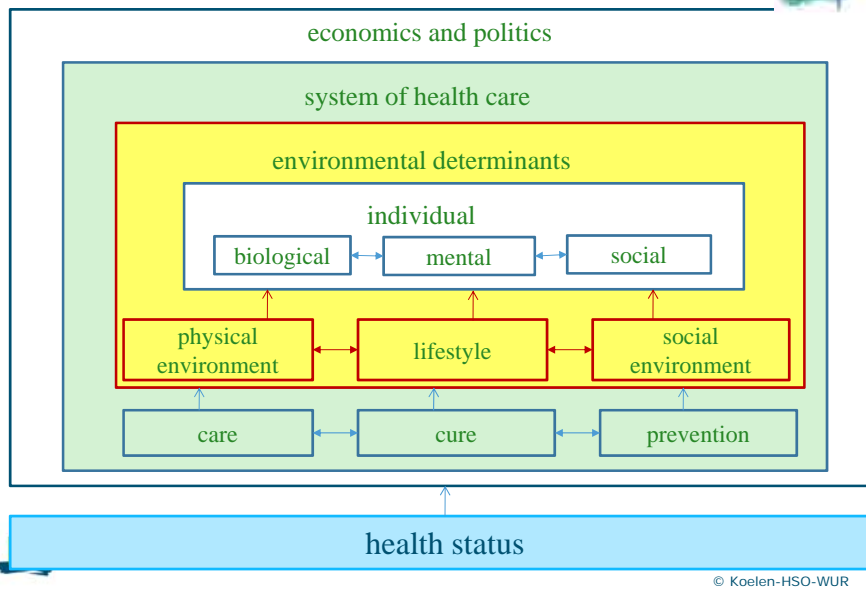 economics and politics
system of health care
environmental determinants
individual
biological
mental
social
physical
environment
lifestyle
social
environment
care
cure
prevention
health status
© Koelen-HSO-WUR